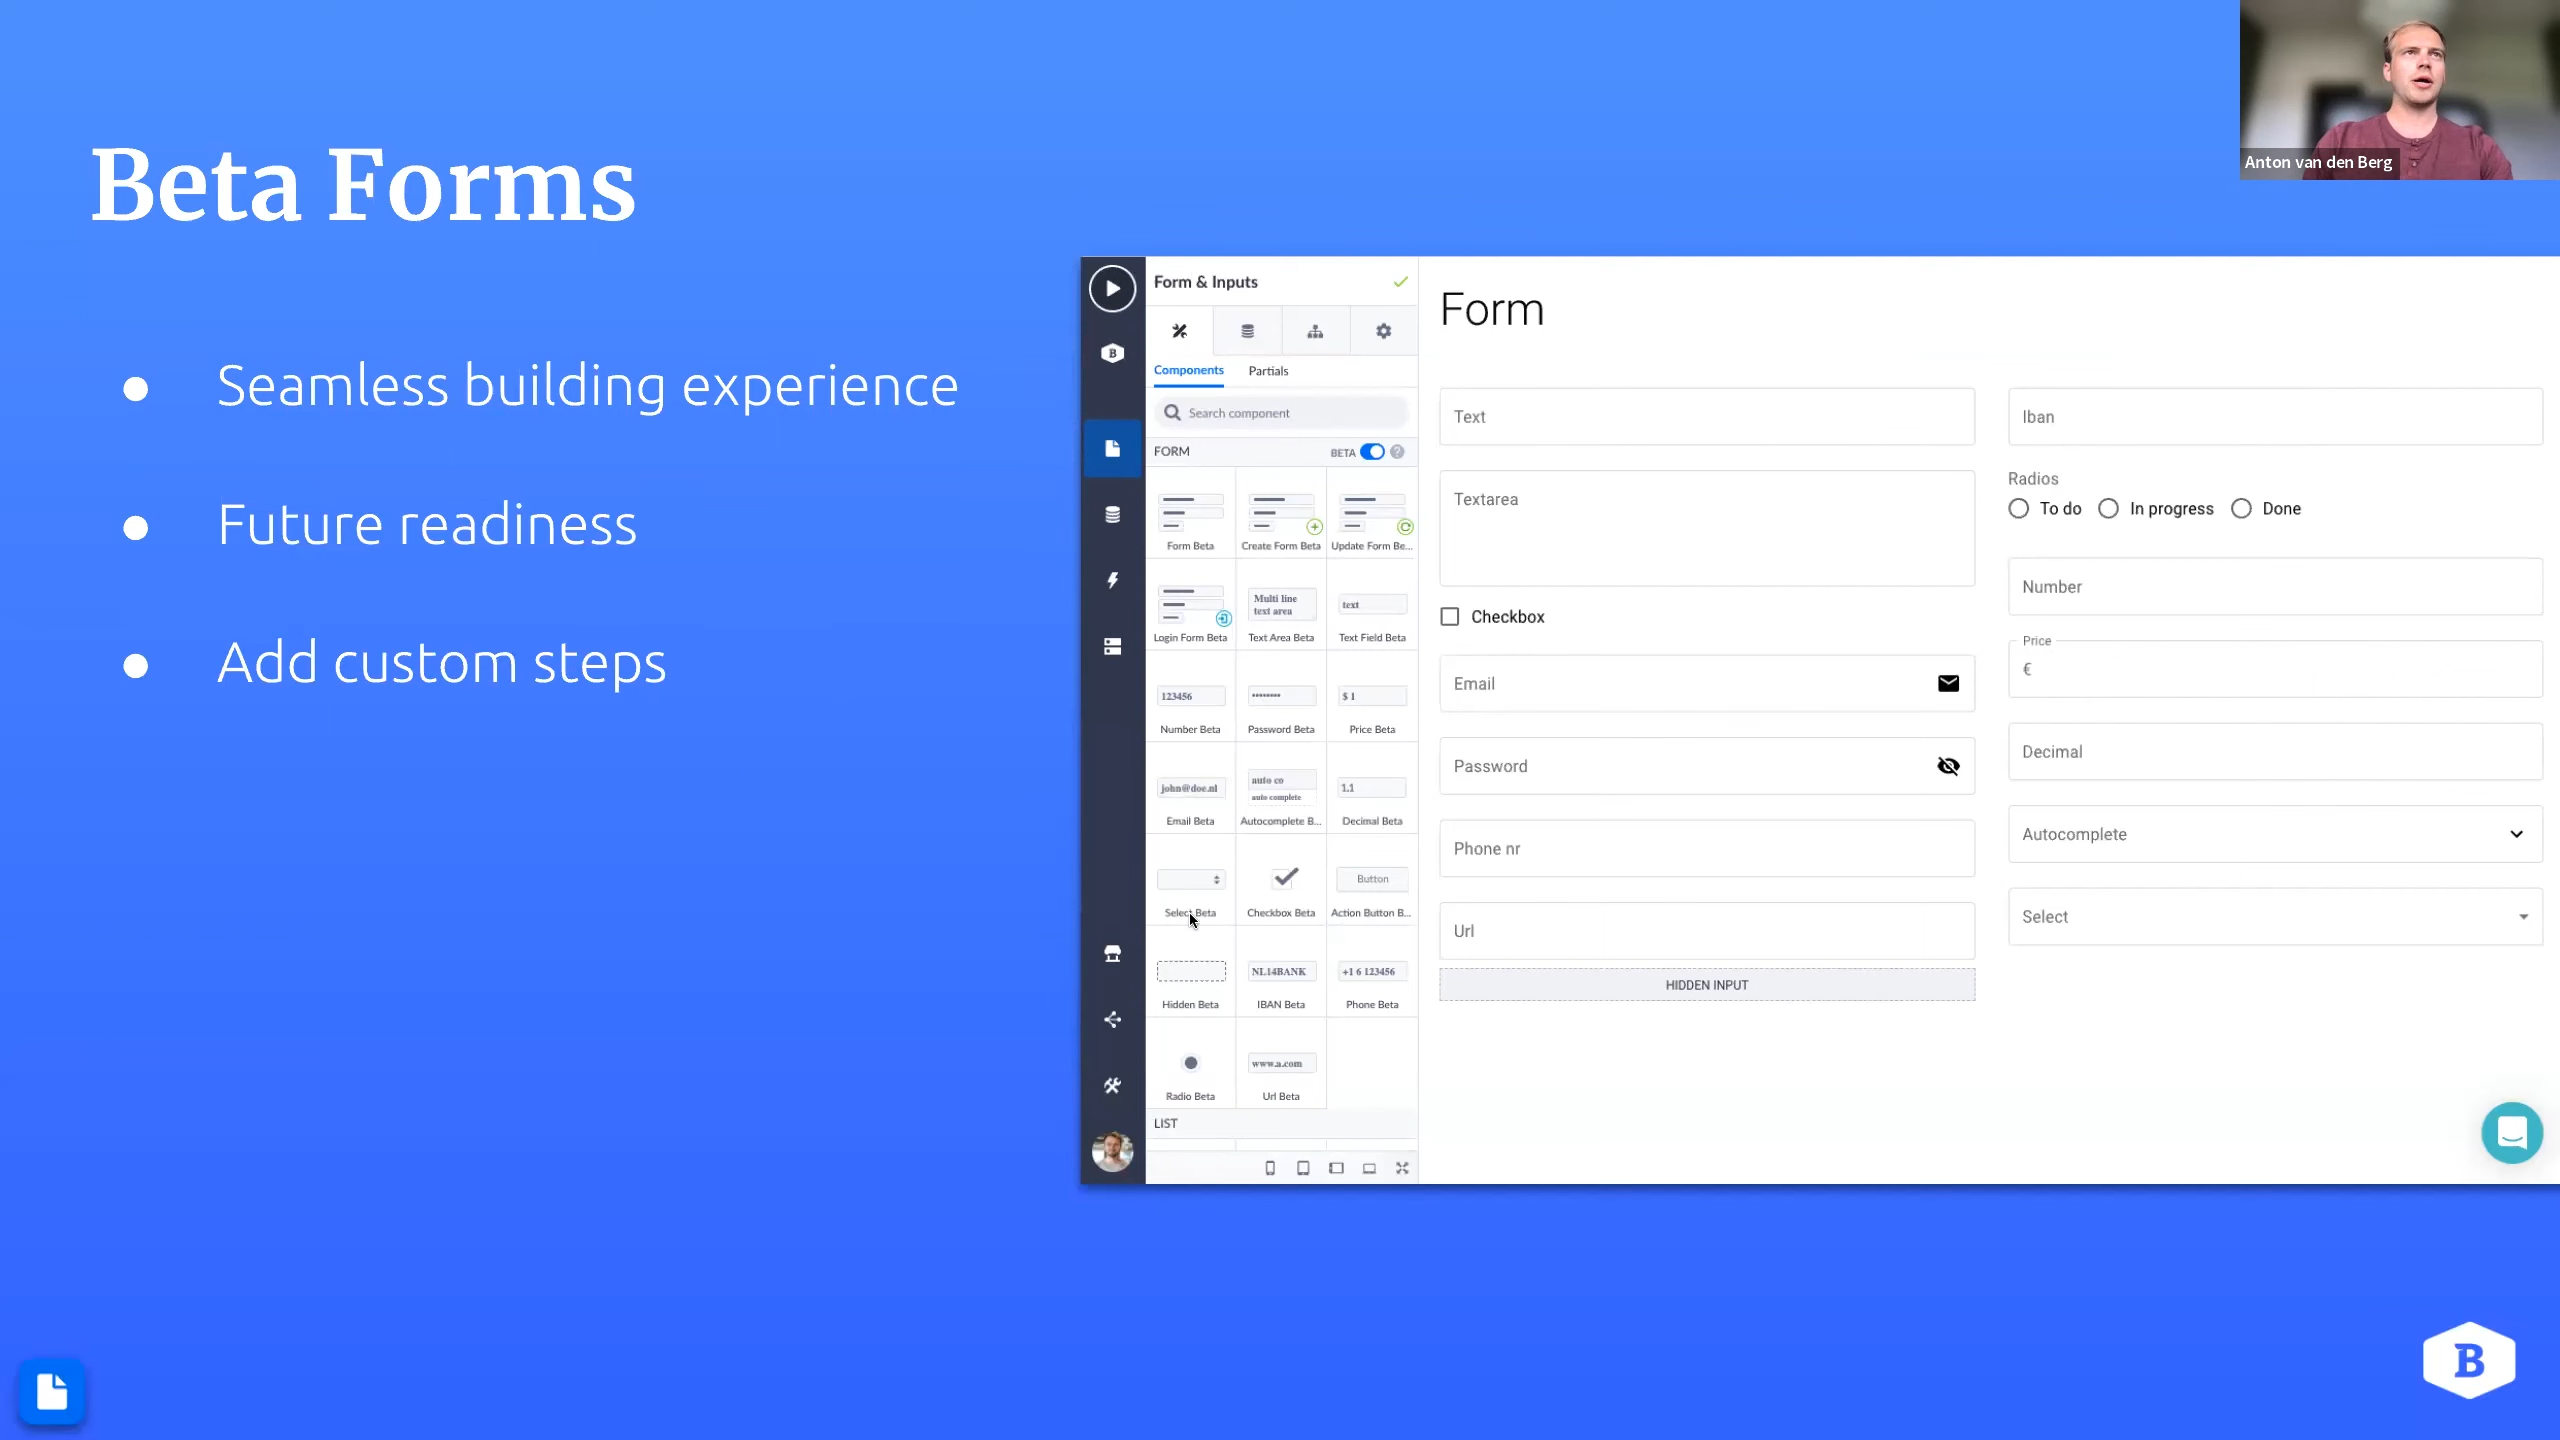 Anton van den Berg
Beta Forms
Seamless building experience
Future readiness
Add custom steps
Form & Inputs
Components Partials
Search component
FORM BETA ?
Form Beta Create Form Beta Update Form Be...
Multi line
text area
text
Login Form Beta Text Area Beta Text Field Beta
123456 •••••••• $ 1
Number Beta Password Beta Price Beta
john@doe.nl auto co 1.1
auto complete
Email Beta Autocomplete B... Decimal Beta
Button
Select Beta Checkbox Beta Action Button B...
NL14BANK +1 6 123456
Hidden Beta IBAN Beta Phone Beta
www.a.com
Radio Beta Url Beta
LIST
Form
Text
Textarea
Checkbox
Email
Password
Phone nr
Url
HIDDEN INPUT
Iban
Radios
To do In progress Done
Number
Price
€
Decimal
Autocomplete
Select
B
B